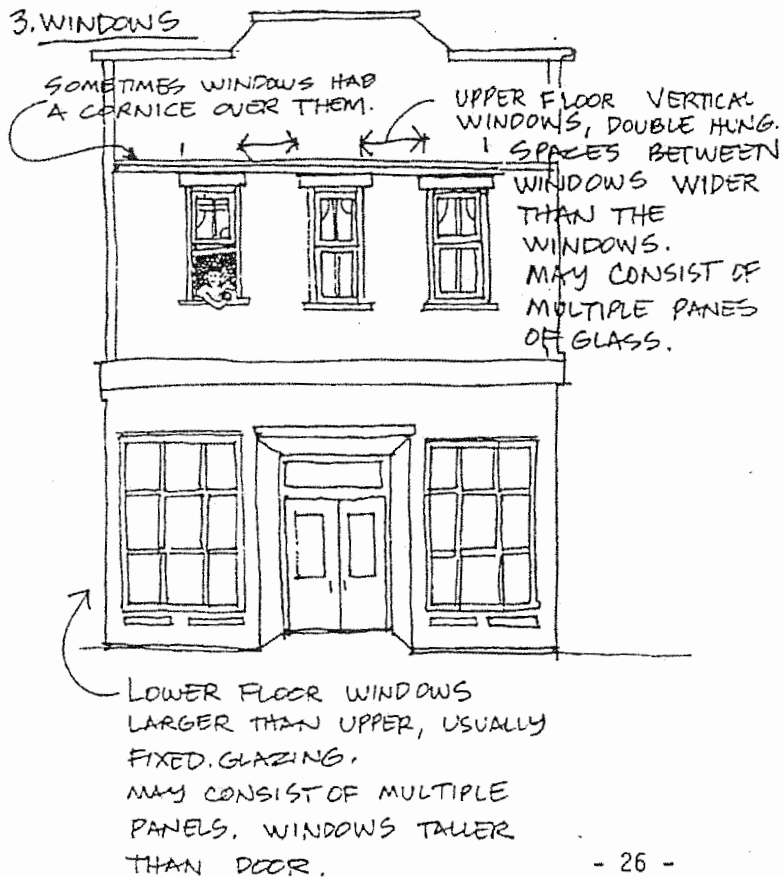 3. WINDOWS
SOMETIMES WINDOWS HAD
A CORNICE OVER THEM.
UPPER FLOOR VERTICAL
WINDOWS, DOUBLE HUNG.
SPACES BETWEEN
WINDOWS WIDER
THAN THE
WINDOWS.
MAY CONSIST OF
MULTIPLE PANES
OF GLASS.
LOWER FLOOR WINDOWS
LARGER THAN UPPER, USUALLY
FIXED. GLAZING.
MAY CONSIST OF MULTIPLE
PANELS. WINDOWS TALLER
THAN DOOR.
- 26 -